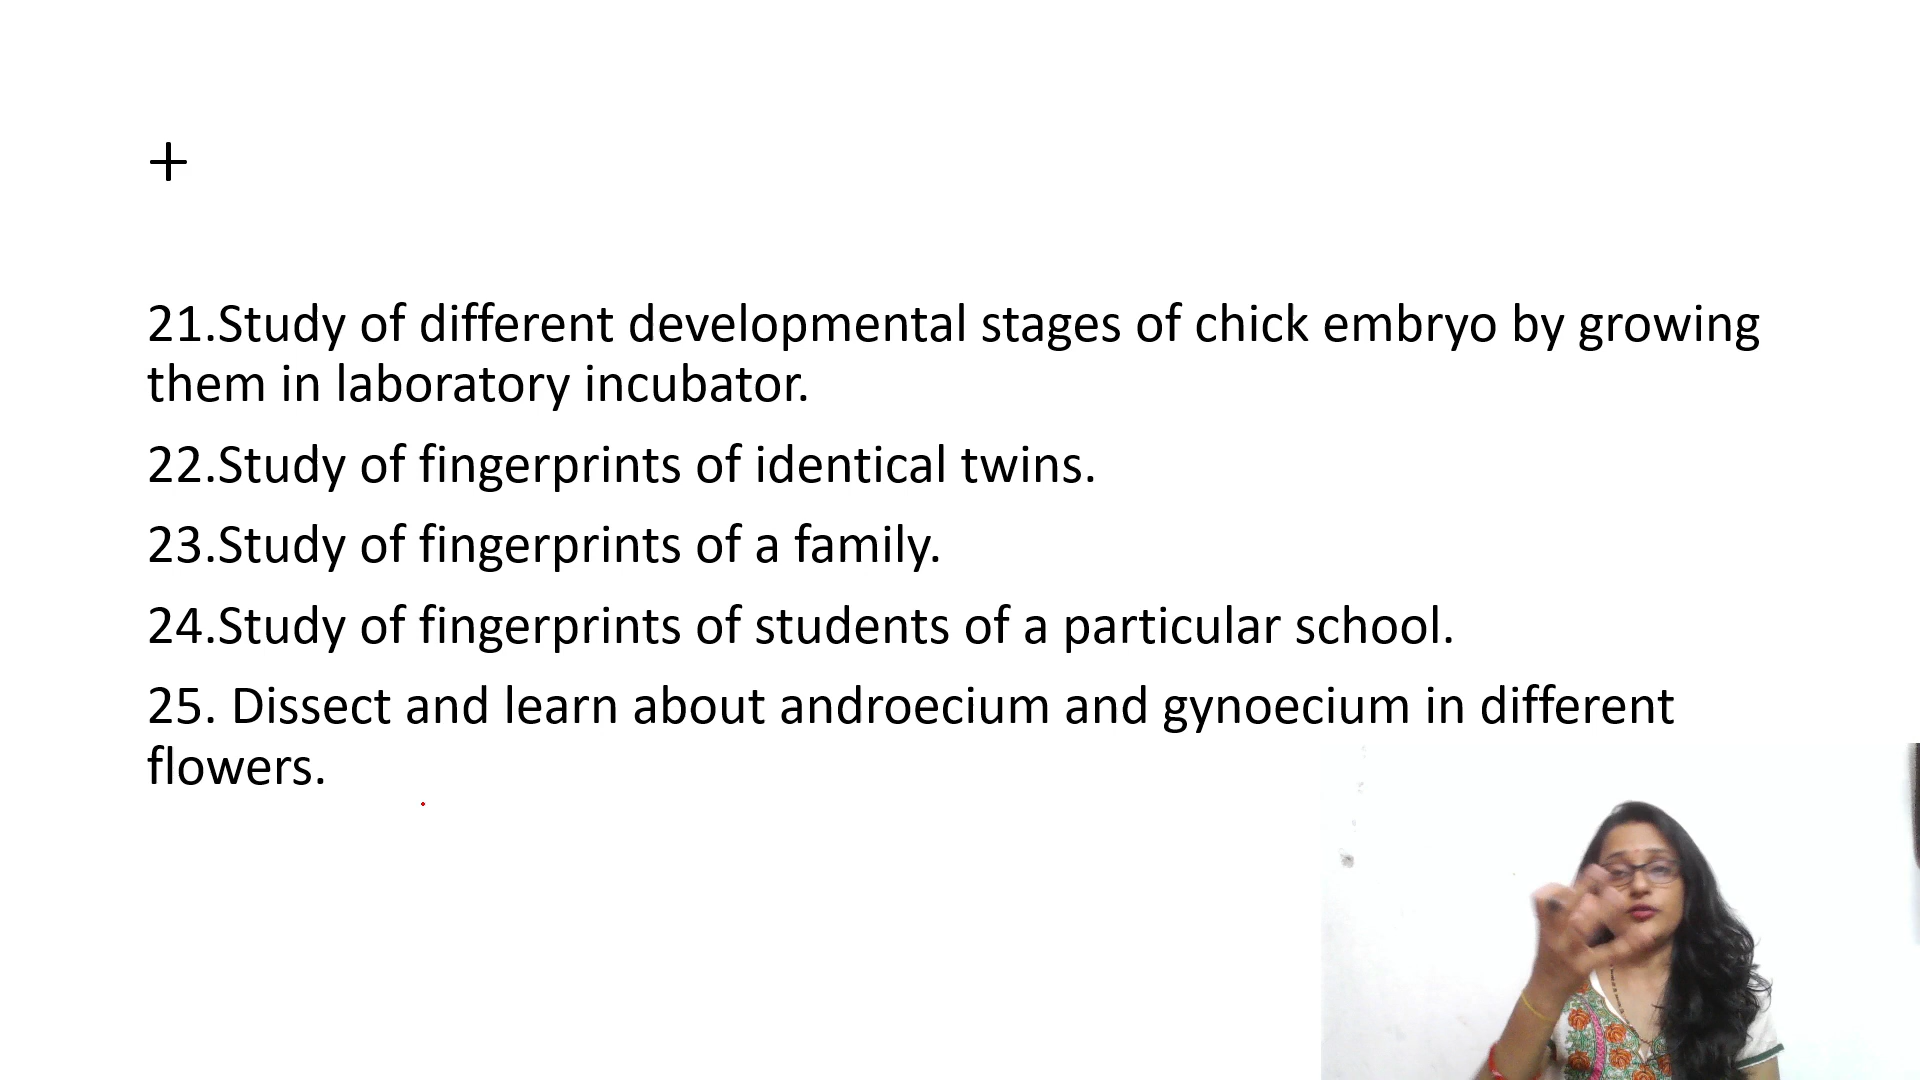 +
21.Study of different developmental stages of chick embryo by growing
them in laboratory incubator.
22.Study of fingerprints of identical twins.
23.Study of fingerprints of a family.
24.Study of fingerprints of students of a particular school.
25. Dissect and learn about androecium and gynoecium in different
flowers.